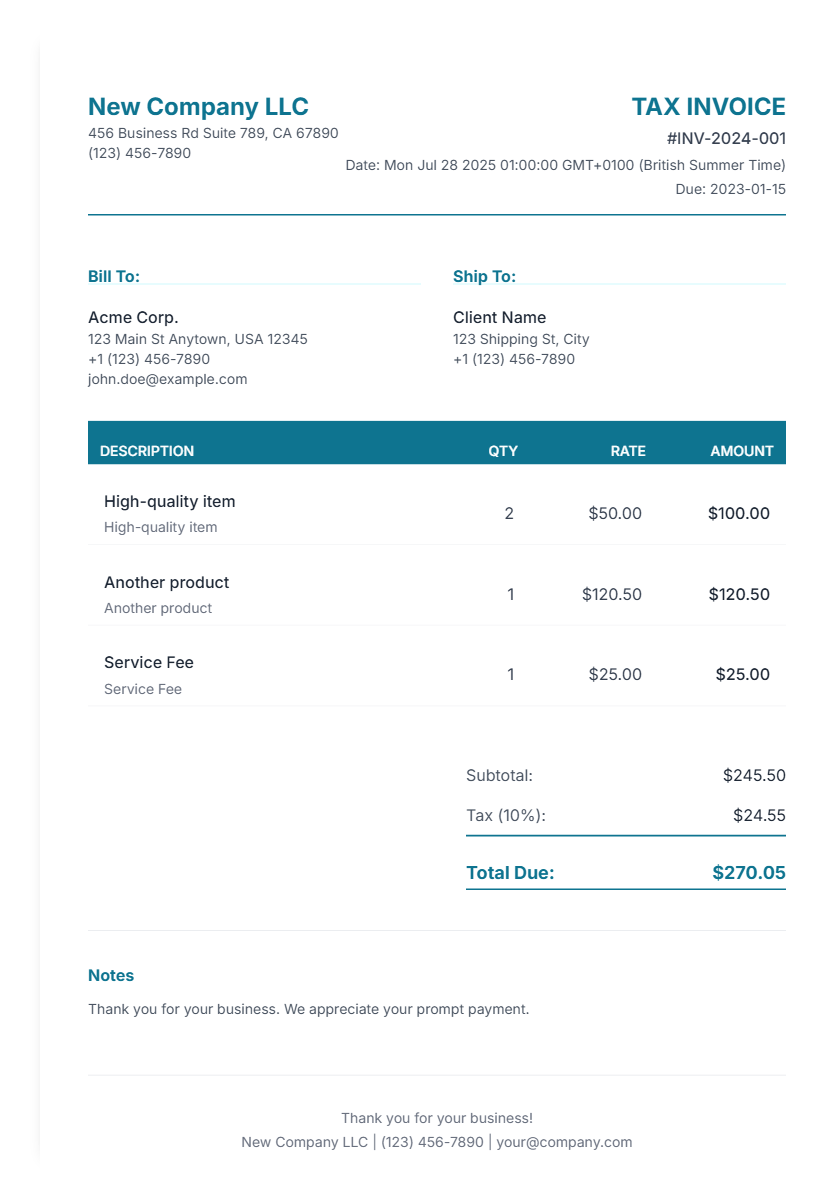 New Company LLC
456 Business Rd Suite 789, CA 67890
(123) 456-7890
TAX INVOICE
#INV-2024-001
Date: Mon Jul 28 2025 01:00:00 GMT+0100 (British Summer Time)
Due: 2023-01-15
Bill To:
Acme Corp.
123 Main St Anytown, USA 12345
+1 (123) 456-7890
john.doe@example.com
Ship To:
Client Name
123 Shipping St, City
+1 (123) 456-7890
DESCRIPTION QTY RATE AMOUNT
High-quality item
High-quality item
2 $50.00 $100.00
Another product
Another product
1 $120.50 $120.50
Service Fee
Service Fee
1 $25.00 $25.00
Subtotal: $245.50
Tax (10%): $24.55
Total Due: $270.05
Notes
Thank you for your business. We appreciate your prompt payment.
Thank you for your business!
New Company LLC | (123) 456-7890 | your@company.com